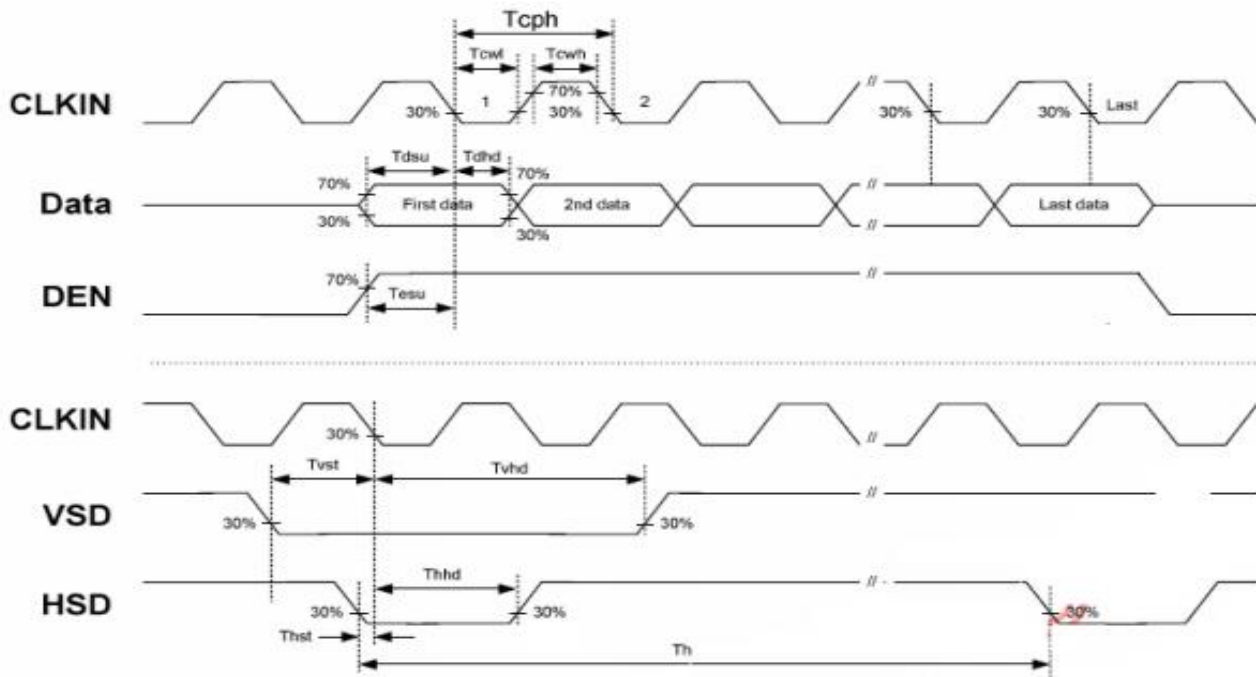 Tcph
Tcwl Tcwh
CLKIN 30% 1 70% 30% 2 // 30% 30% Last
30%
Tdsu Tdhd
70% 70%
Data First data 2nd data // Last data
30% 30%
70% //
DEN Tesu
CLKIN 30% //
Tvst Tvhd
VSD 30% 30% //
Thhd
HSD 30% 30% // 30%
Thst
Th